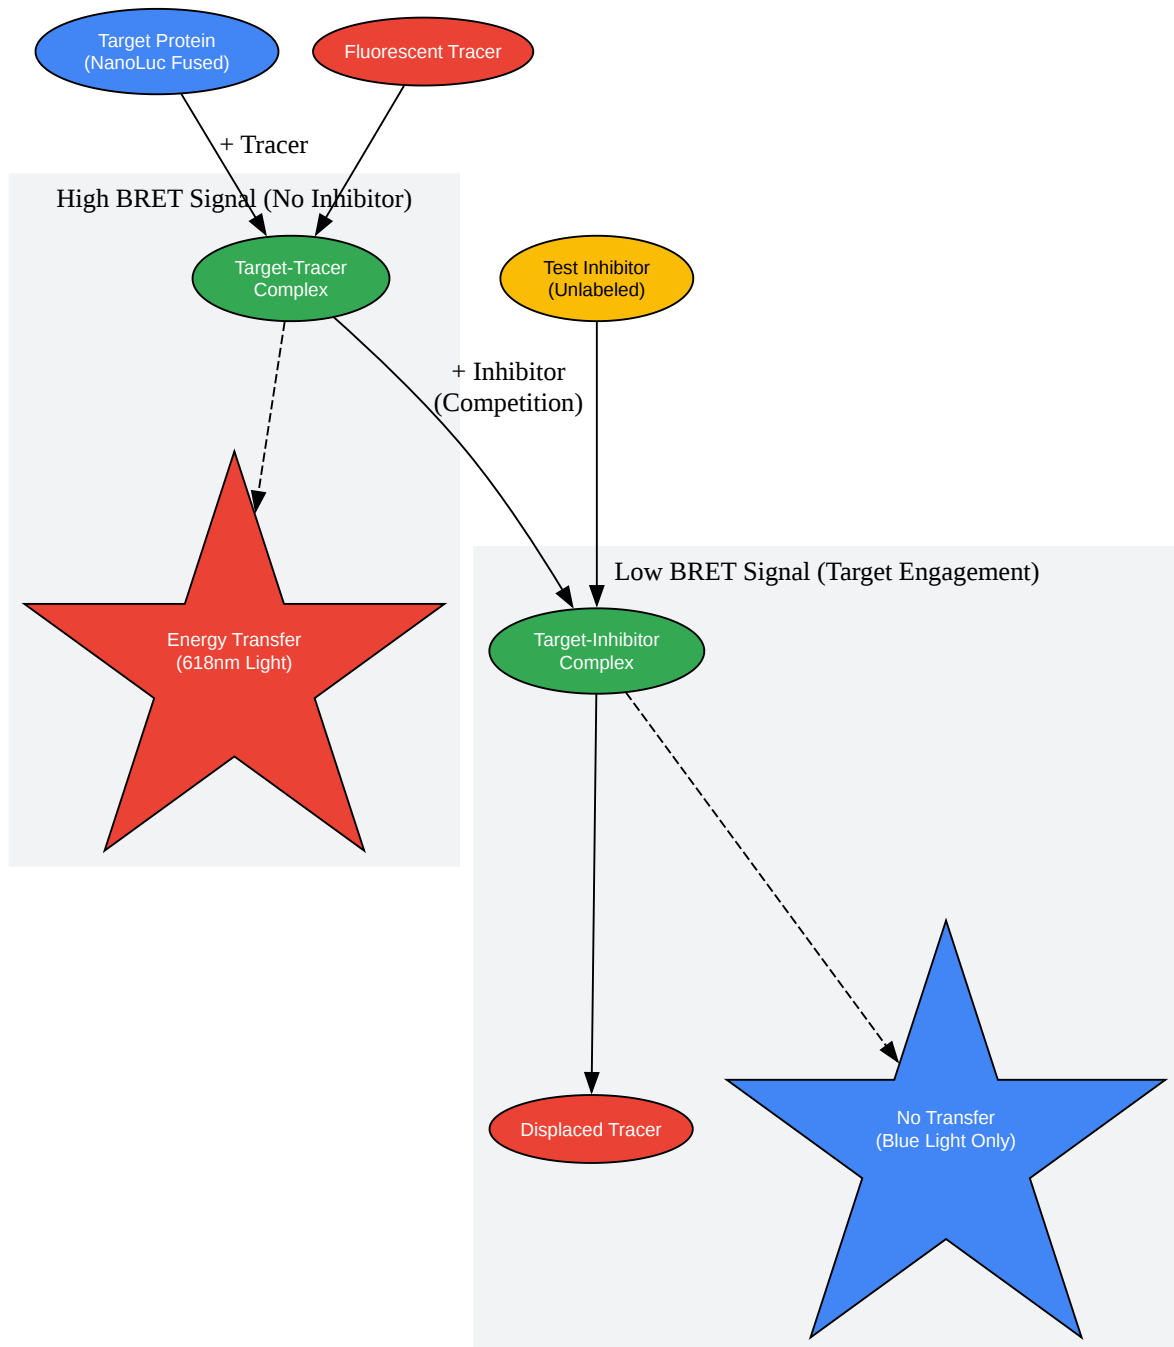 Target Protein
(NanoLuc Fused)
Fluorescent Tracer
+ Tracer
High BRET Signal (No Inhibitor)
Target-Tracer
Complex
Test Inhibitor
(Unlabeled)
+ Inhibitor
(Competition)
Low BRET Signal (Target Engagement)
Energy Transfer
(618nm Light)
Target-Inhibitor
Complex
Displaced Tracer
No Transfer
(Blue Light Only)